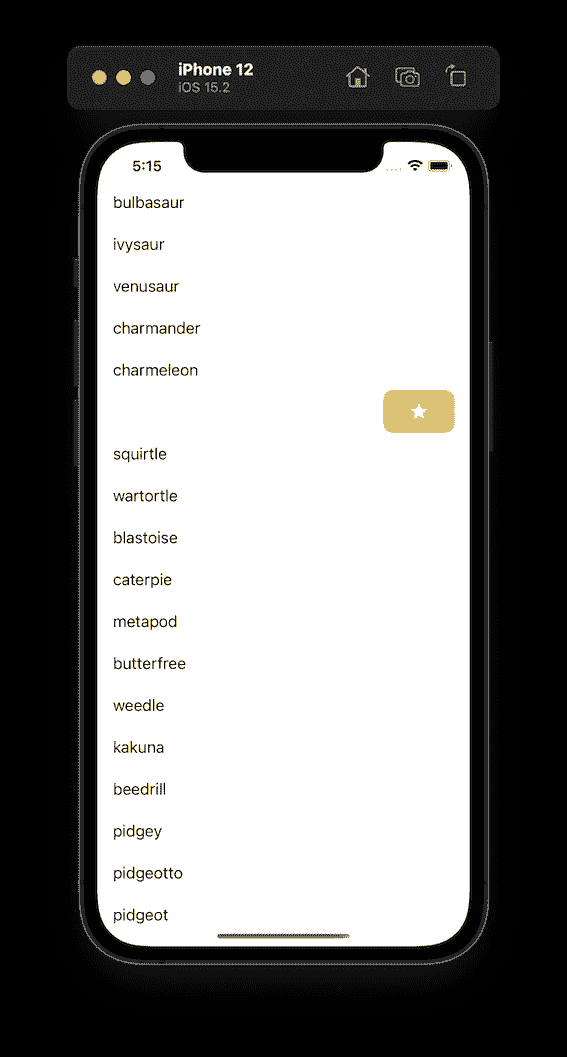 iPhone 12
iOS 15.2
5:15
bulbasaur
ivysaur
venusaur
charmander
charmeleon
squirtle
wartortle
blastoise
caterpie
metapod
butterfree
weedle
kakuna
beedrill
pidgey
pidgeotto
pidgeot